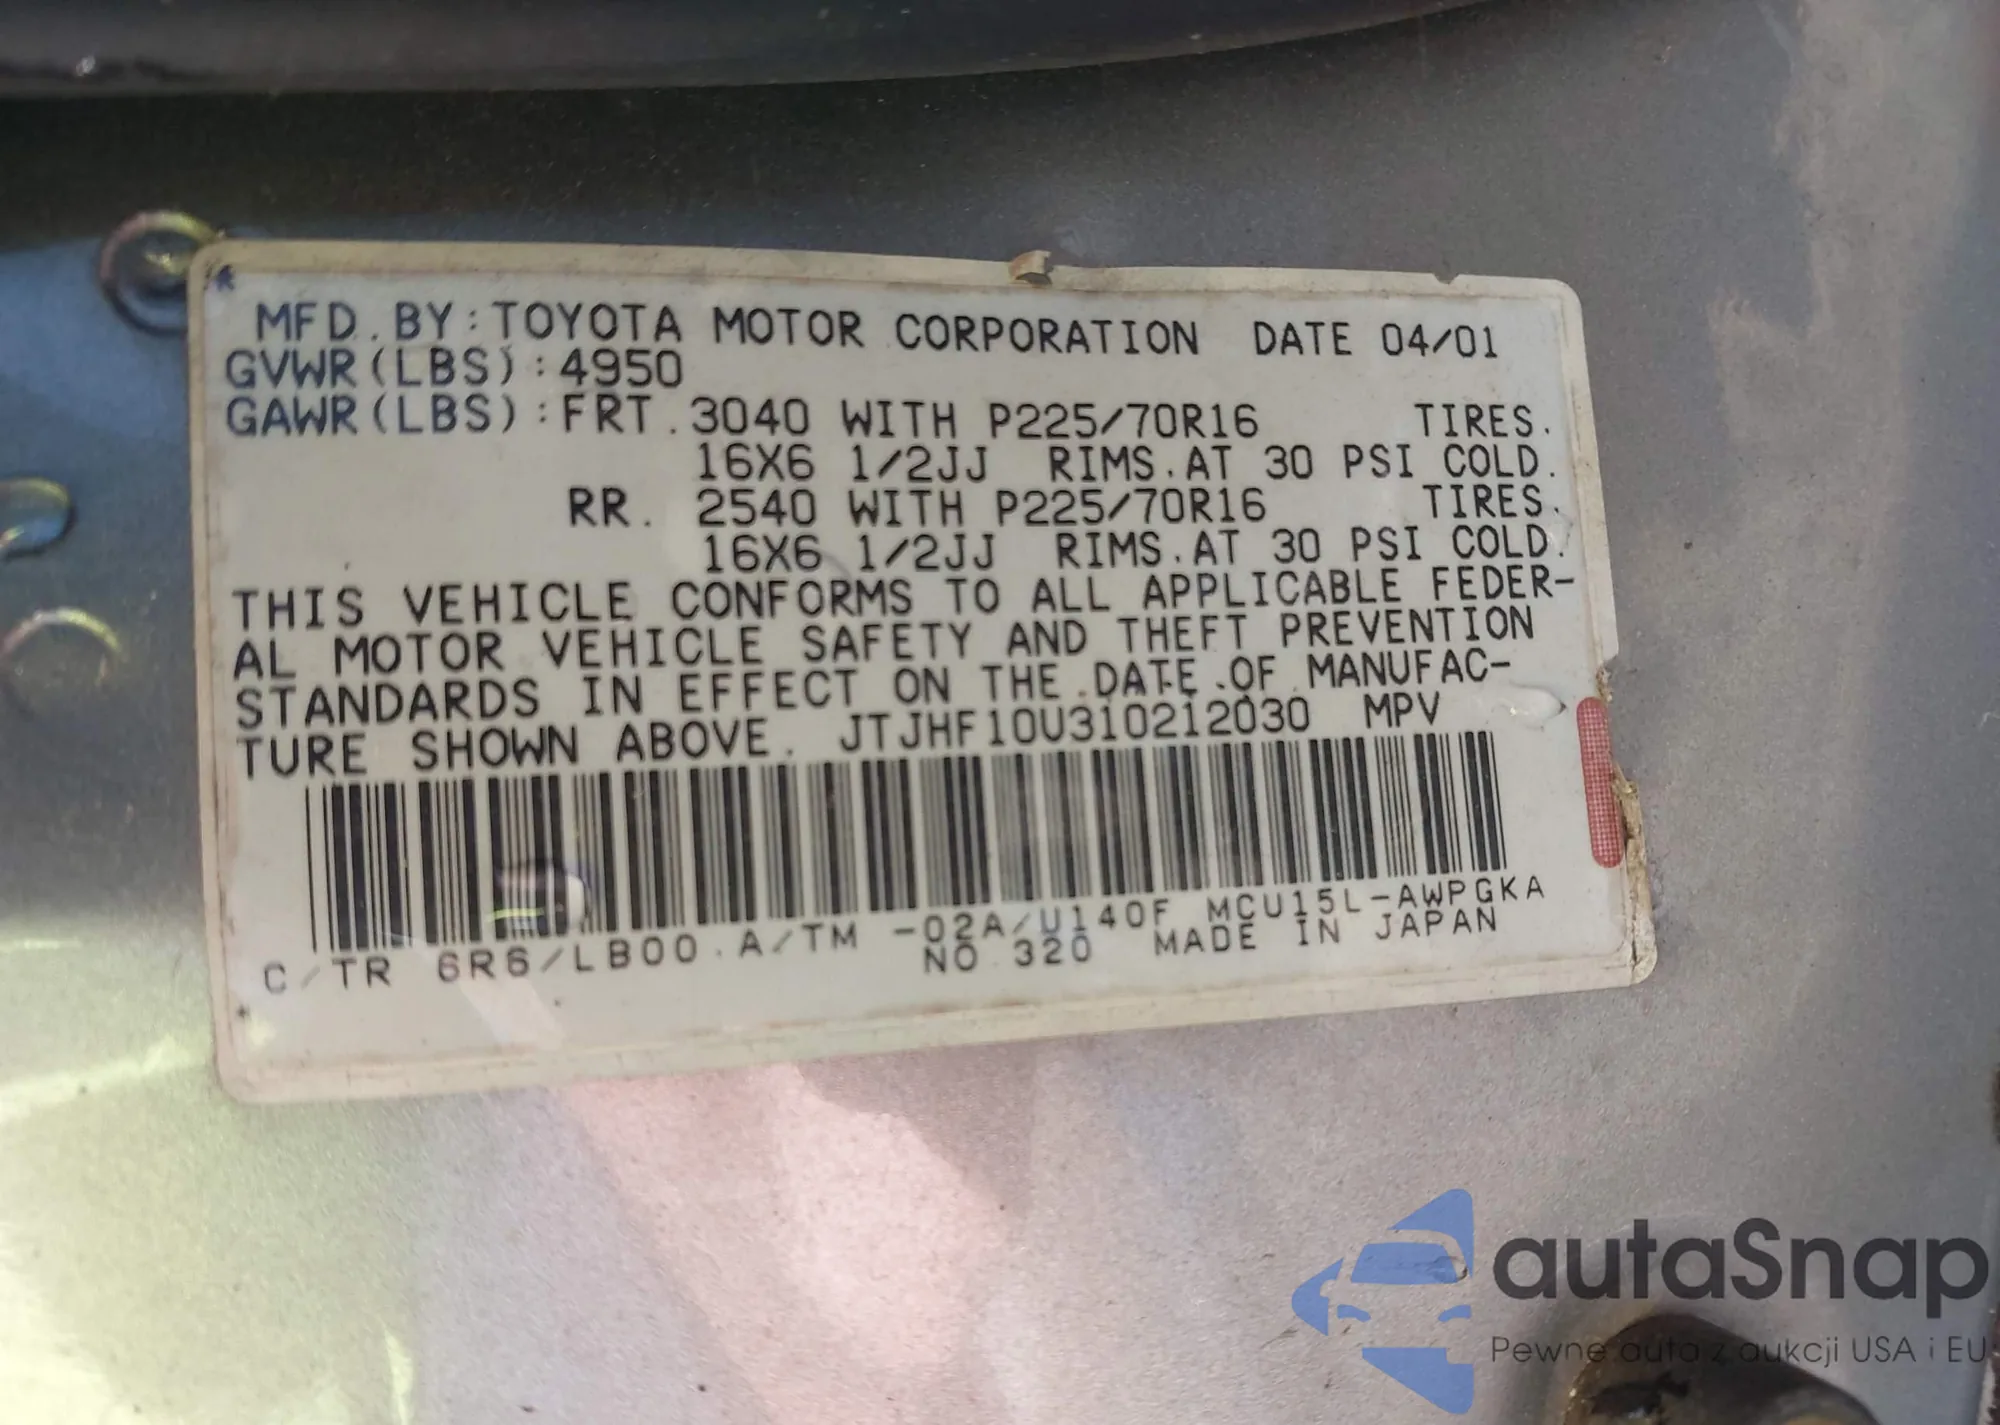 MFD.BY:TOYOTA MOTOR CORPORATION DATE 04/01
GVWR(LBS):4950
GAWR(LBS):FRT.3040 WITH P225/70R16 TIRES.
16X6 1/2JJ RIMS.AT 30 PSI COLD.
RR. 2540 WITH P225/70R16 TIRES.
16X6 1/2JJ RIMS.AT 30 PSI COLD.
THIS VEHICLE CONFORMS TO ALL APPLICABLE FEDER-
AL MOTOR VEHICLE SAFETY AND THEFT PREVENTION
STANDARDS IN EFFECT ON THE DATE OF MANUFAC-
TURE SHOWN ABOVE. JTJHF10U310212030 MPV
C/TR 6R6/LB00.A/TM -02A/U140F MCU15L-AWPGKA
NO 320 MADE IN JAPAN
autaSnap
Pewne auta z aukcji USA i EU